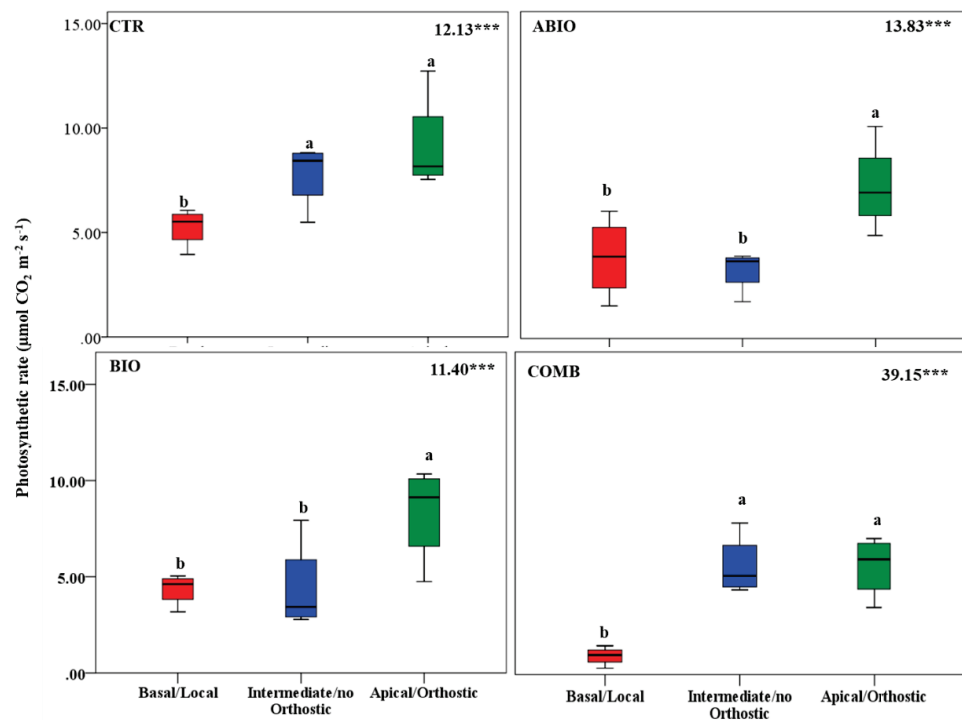 15.00
10.00
5.00
.00
Photosynthetic rate (µmol CO₂ m⁻² s⁻¹)
CTR
12.13***
b
a
a
ABIO
13.83***
b
b
a
15.00
10.00
5.00
.00
BIO
11.40***
b
b
a
Basal/Local
Intermediate/no
Orthostic
Apical/Orthostic
COMB
39.15***
b
a
a
Basal/Local
Intermediate/no
Orthostic
Apical/Orthostic